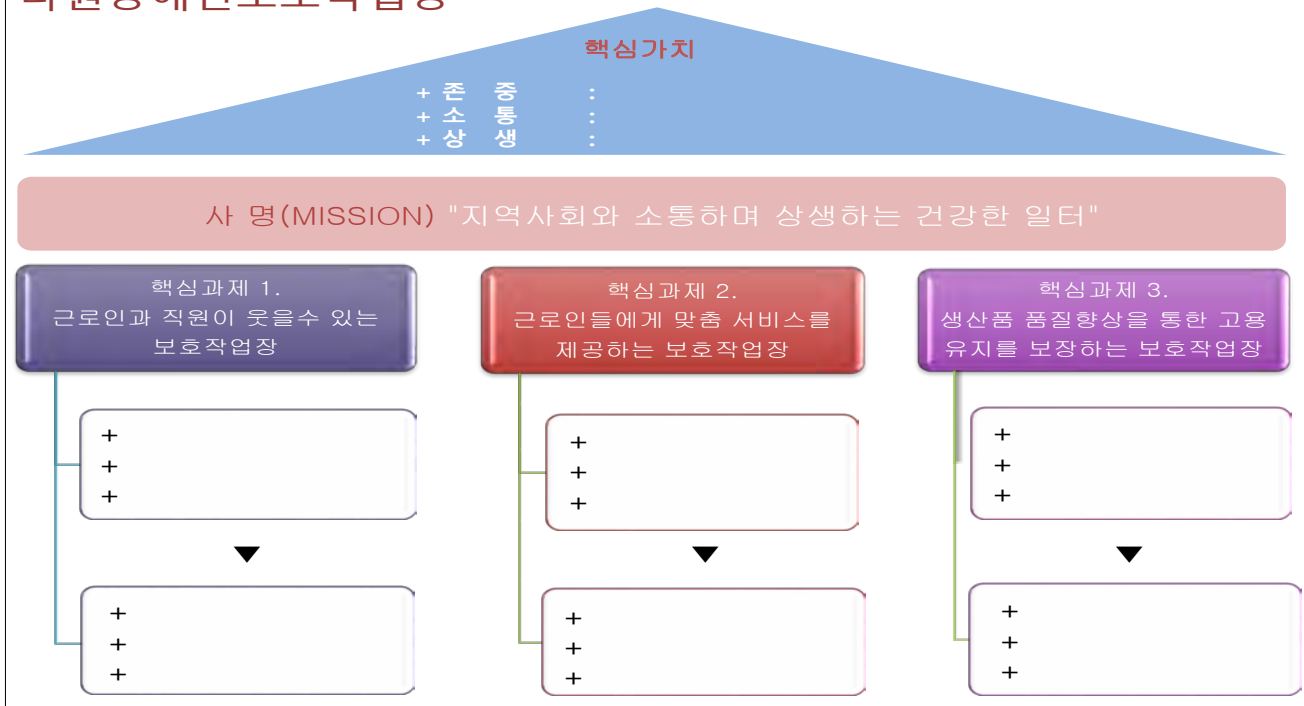 핵심가치
+ 존 중 :
+ 소 통 :
+ 상 생 :
사 명(MISSION) "지역사회와 소통하며 상생하는 건강한 일터"
핵심과제 1.
근로인과 직원이 웃을수 있는
보호작업장
+
+
+
+
+
+
핵심과제 2.
근로인들에게 맞춤 서비스를
제공하는 보호작업장
+
+
+
+
+
+
핵심과제 3.
생산품 품질향상을 통한 고용
유지를 보장하는 보호작업장
+
+
+
+
+
+